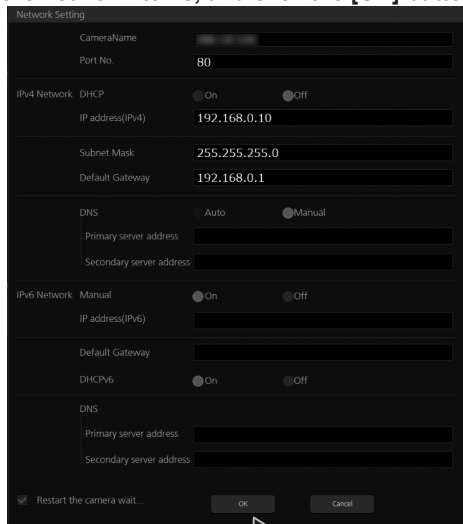 Network Setting
CameraName
Port No. 80
IPv4 Network DHCP On Off
IP address(IPv4) 192.168.0.10
Subnet Mask 255.255.255.0
Default Gateway 192.168.0.1
DNS Auto Manual
Primary server address
Secondary server address
IPv6 Network Manual On Off
IP address(IPv6)
Default Gateway
DHCPv6 On Off
DNS
Primary server address
Secondary server address
Restart the camera wait...
OK Cancel